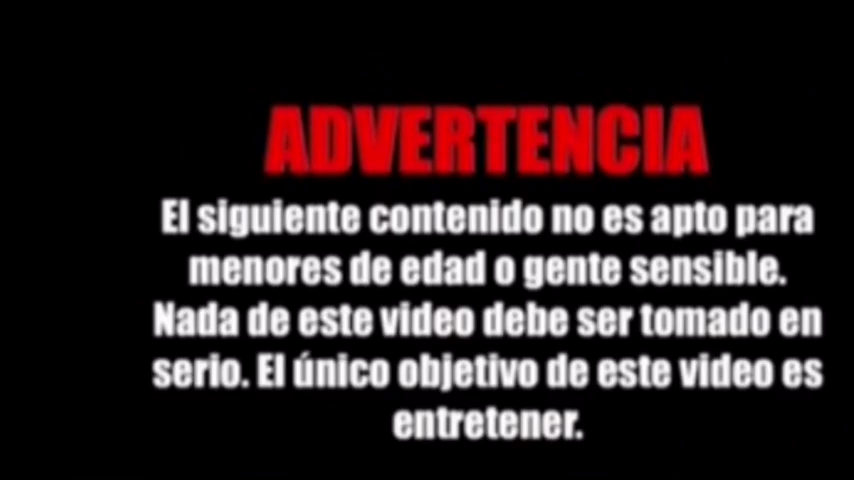 ADVERTENCIA
El siguiente contenido no es apto para
menores de edad o gente sensible.
Nada de este video debe ser tomado en
serio. El único objetivo de este video es
entretener.